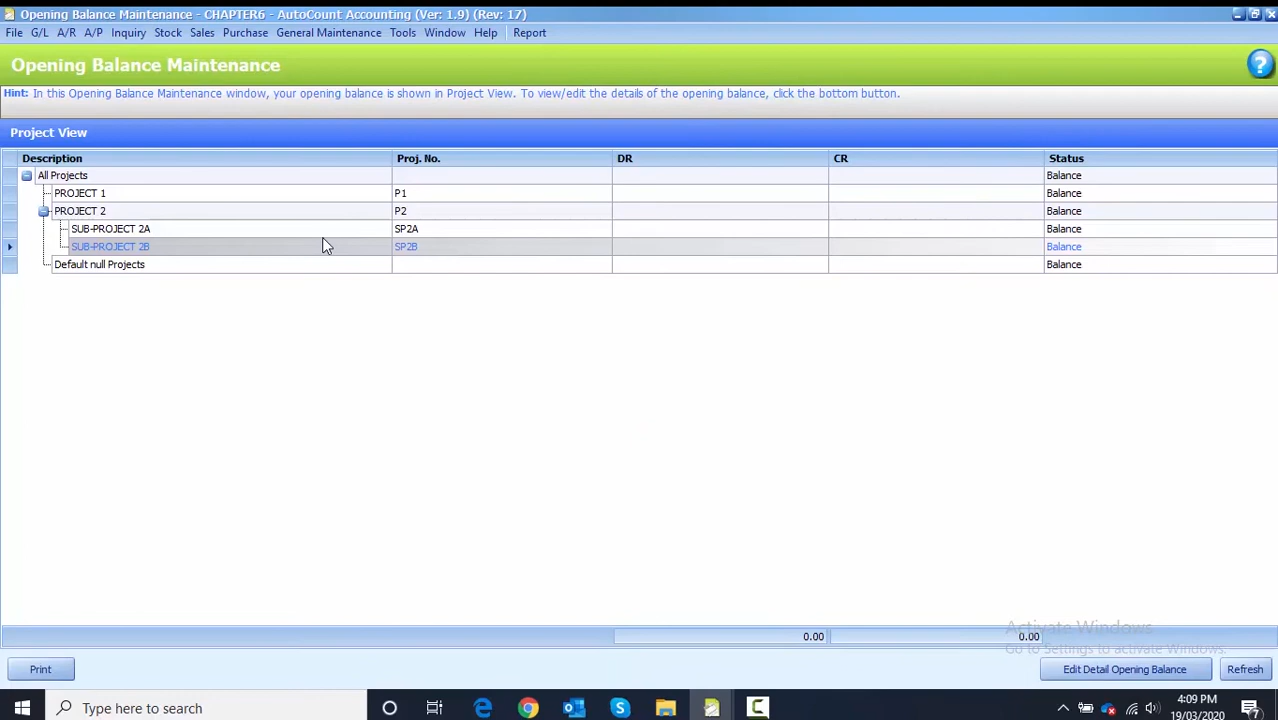 Opening Balance Maintenance - CHAPTER6 - AutoCount Accounting (Ver: 1.9) (Rev: 17)
File G/L A/R A/P Inquiry Stock Sales Purchase General Maintenance Tools Window Help Report
Opening Balance Maintenance
Hint: In this Opening Balance Maintenance window, your opening balance is shown in Project View. To view/edit the details of the opening balance, click the bottom button.
Project View
Description Proj. No. DR CR Status
All Projects Balance
PROJECT 1 P1 Balance
PROJECT 2 P2 Balance
SUB-PROJECT 2A SP2A Balance
SUB-PROJECT 2B SP2B Balance
Default null Projects Balance
0.00 0.00
Activate Windows
Go to Settings to activate Windows.
Print Edit Detail Opening Balance Refresh
Type here to search
4:09 PM
19/03/2020
7